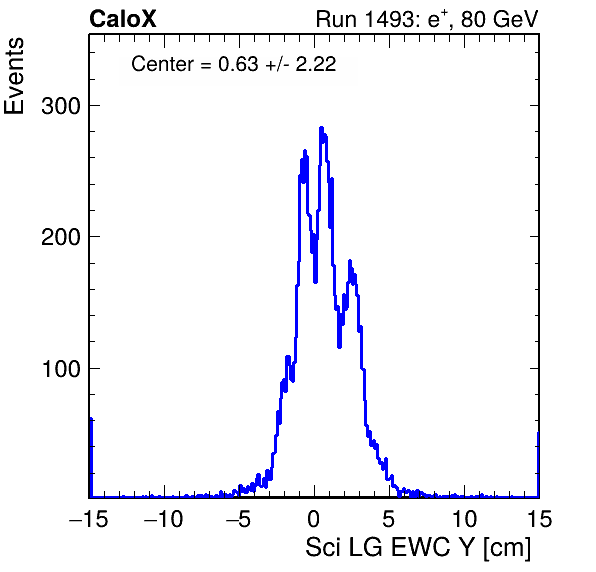 CaloX Run 1493: e⁺, 80 GeV
Center = 0.63 +/- 2.22
Events
300
200
100
−15 −10 −5 0 5 10 15
Sci LG EWC Y [cm]